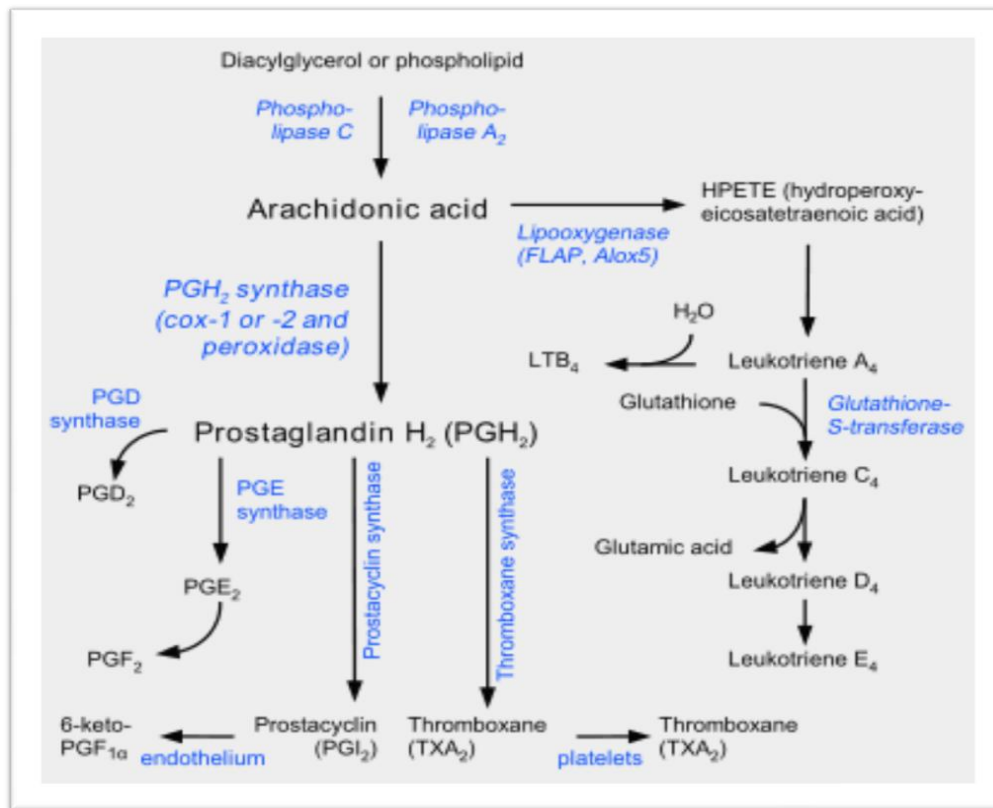 Diacylglycerol or phospholipid
Phospho-
lipase C
Phospho-
lipase A₂
Arachidonic acid
HPETE (hydroperoxy-
eicosatetraenoic acid)
Lipooxygenase
(FLAP, Alox5)
PGH₂ synthase
(cox-1 or -2 and
peroxidase)
H₂O
LTB₄
Leukotriene A₄
Glutathione
Glutathione-
S-transferase
PGD
synthase
Prostaglandin H₂ (PGH₂)
PGD₂
PGE
synthase
Prostacyclin synthase
Thromboxane synthase
Leukotriene C₄
Glutamic acid
PGE₂
Leukotriene D₄
PGF₂
Leukotriene E₄
6-keto-
PGF₁α
endothelium
Prostacyclin
(PGI₂)
Thromboxane
(TXA₂)
platelets
Thromboxane
(TXA₂)